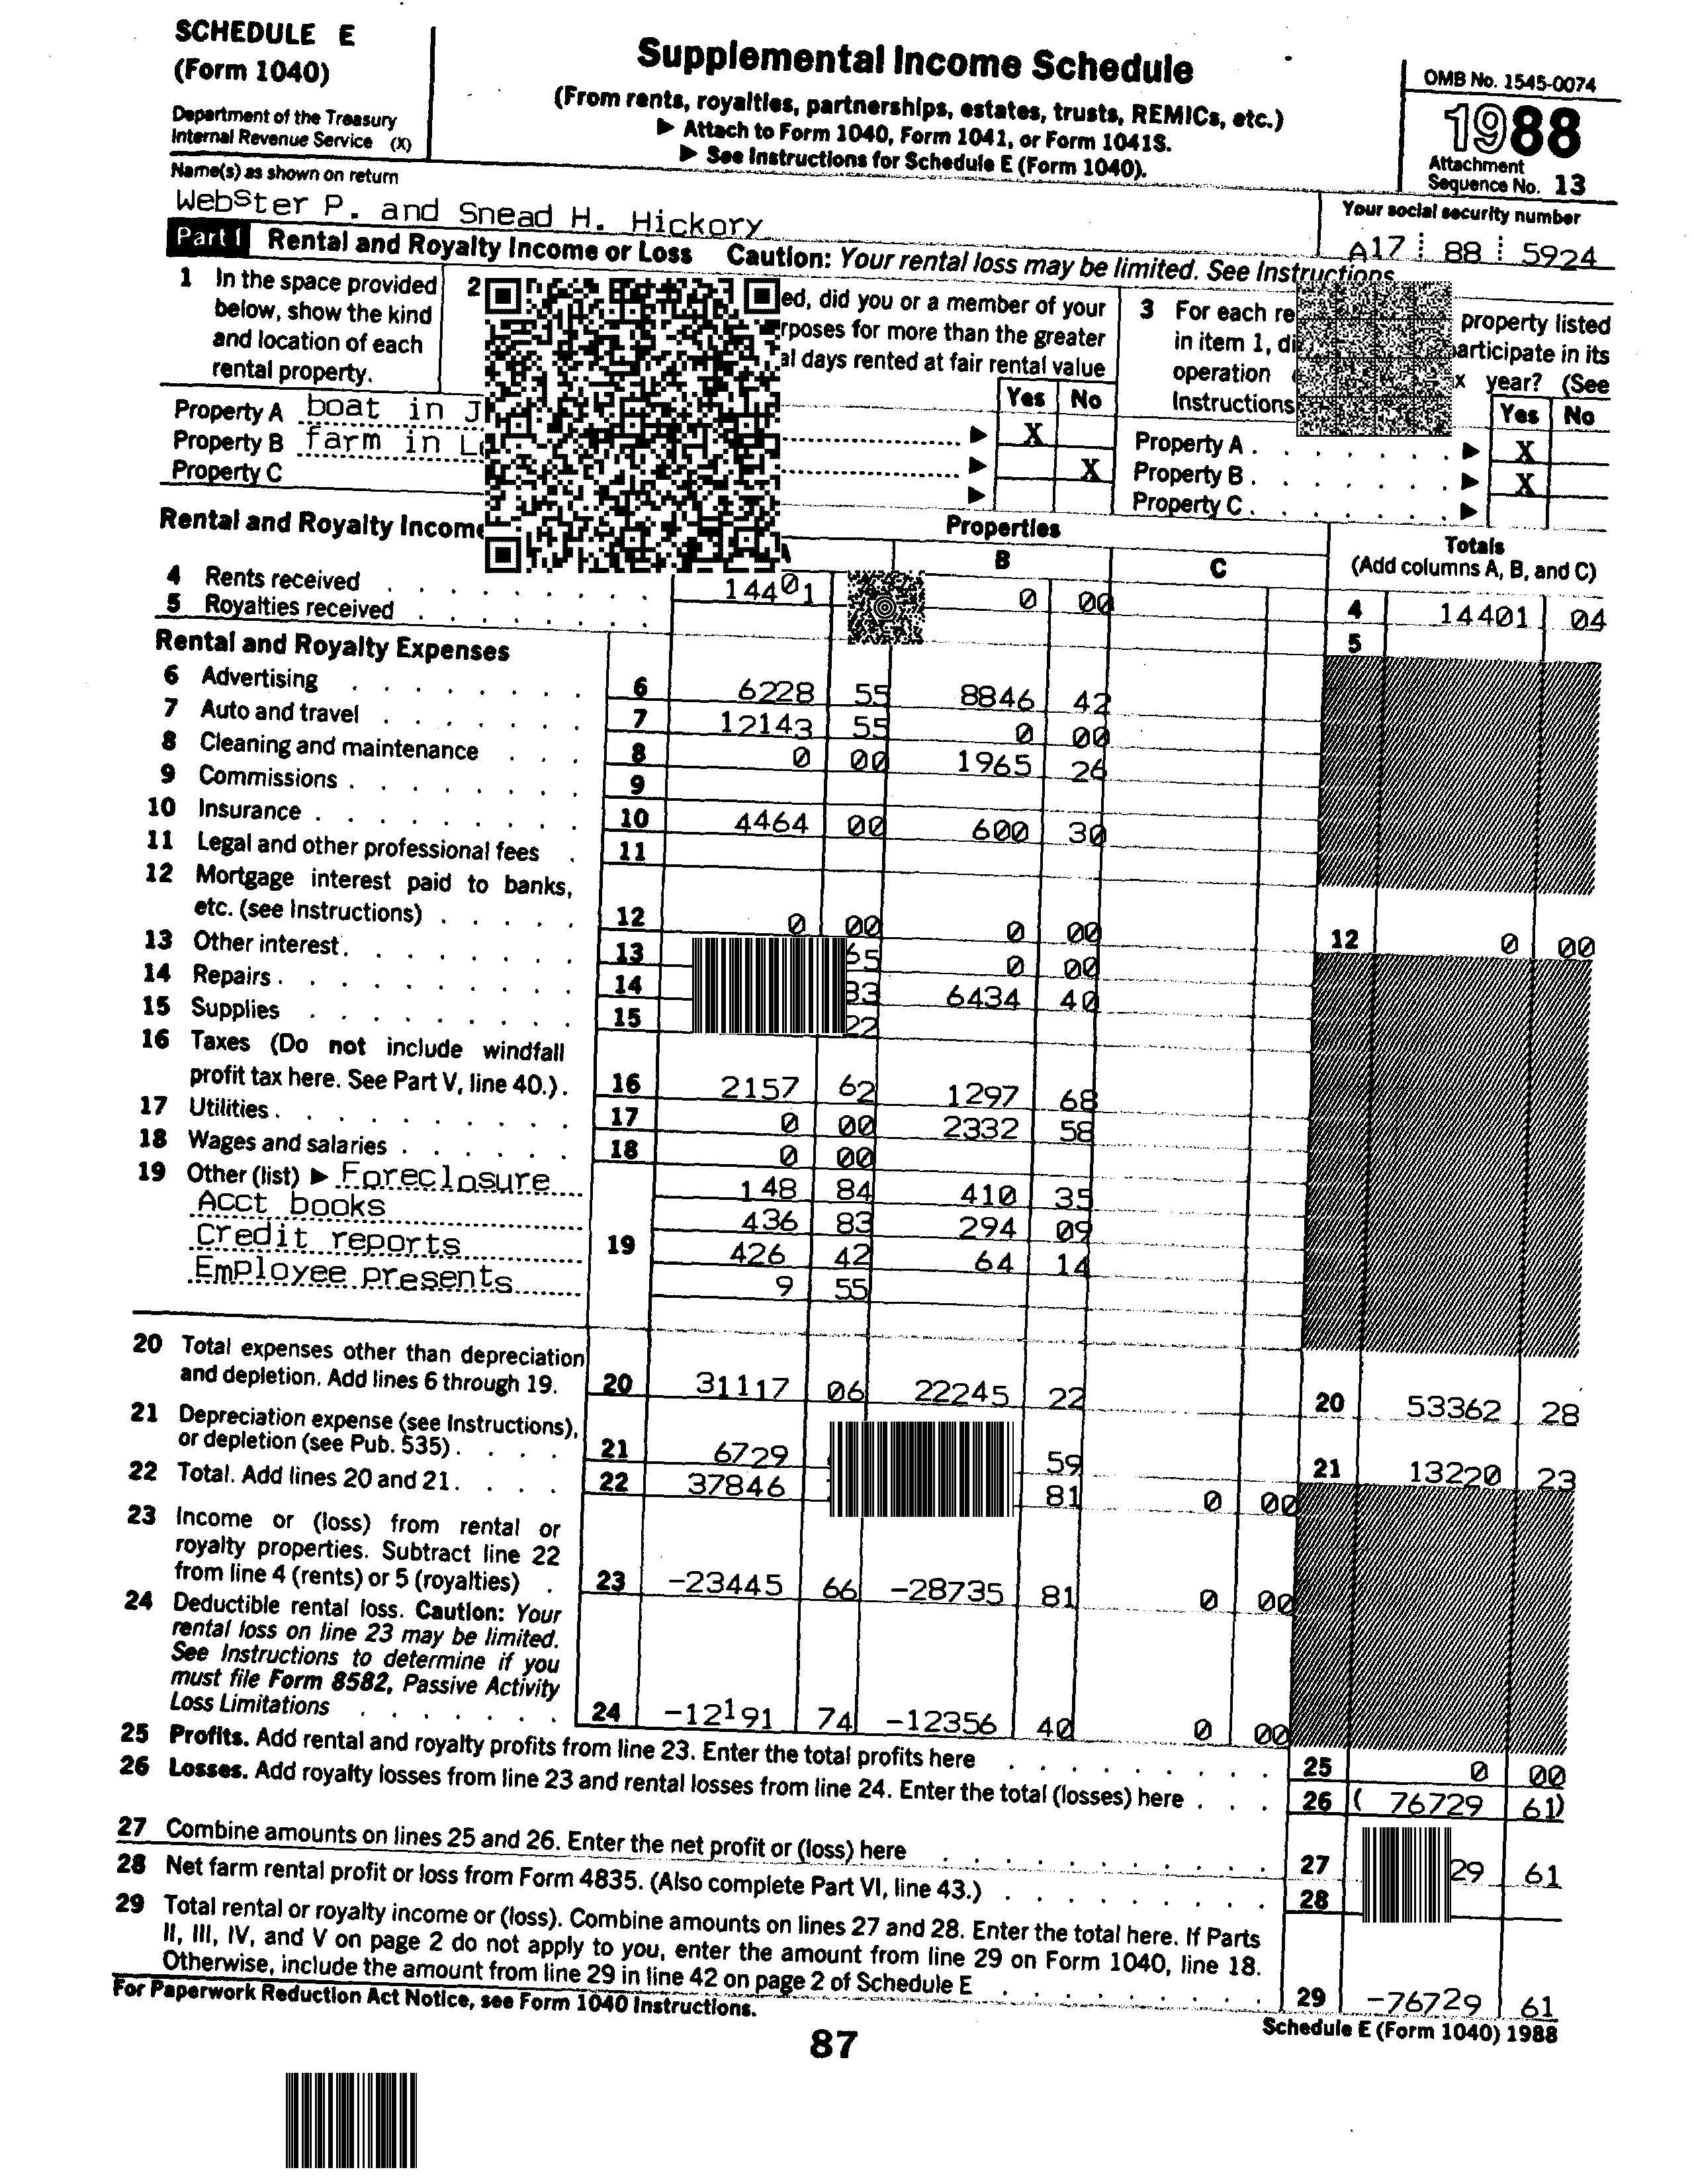 SCHEDULE E
(Form 1040)
Department of the Treasury
Internal Revenue Service (X)
Supplemental Income Schedule
(From rents, royalties, partnerships, estates, trusts, REMICs, etc.)
▶ Attach to Form 1040, Form 1041, or Form 1041S.
▶ See Instructions for Schedule E (Form 1040).
OMB No. 1545-0074
1988
Attachment
Sequence No. 13
Name(s) as shown on return
Webster P. and Snead H. Hickory
Your social security number
A17 88 5924
Part I Rental and Royalty Income or Loss Caution: Your rental loss may be limited. See Instructions
1 In the space provided
below, show the kind
and location of each
rental property.
2
did you or a member of your
for more than the greater
days rented at fair rental value
Yes No
3 For each property listed
in item 1, in its
operation year? (See
Instructions
Yes No
Property A boat in X Property A . . . . . . . ▶ X
Property B farm in X Property B . . . . . . . ▶ X
Property C Property C . . . . . . . ▶
Rental and Royalty Income
Properties
B C
Totals
(Add columns A, B, and C)
4 Rents received 14401 0 00 4 14401 04
5 Royalties received 5
Rental and Royalty Expenses
6 Advertising 6 6228 55 8846 42
7 Auto and travel 7 12143 55 0 00
8 Cleaning and maintenance 8 0 00 1965 26
9 Commissions 9
10 Insurance 10 4464 00 600 30
11 Legal and other professional fees 11
12 Mortgage interest paid to banks,
etc. (see Instructions) 12 0 00 0 00 12 0 00
13 Other interest 13 65 0 00
14 Repairs 14 83 6434 40
15 Supplies 15 22
16 Taxes (Do not include windfall
profit tax here. See Part V, line 40.) 16 2157 62 1297 68
17 Utilities 17 0 00 2332 58
18 Wages and salaries 18 0 00
19 Other (list) ▶ Foreclosure 148 84 410 35
Acct books 436 83 294 09
Credit reports 19 426 42 64 14
Employee presents 9 55
20 Total expenses other than depreciation
and depletion. Add lines 6 through 19. 20 31117 06 22245 22 20 53362 28
21 Depreciation expense (see Instructions),
or depletion (see Pub. 535) 21 6729 59 21 13220 23
22 Total. Add lines 20 and 21 22 37846 81 0 00
23 Income or (loss) from rental or
royalty properties. Subtract line 22
from line 4 (rents) or 5 (royalties) 23 -23445 66 -28735 81 0 00
24 Deductible rental loss. Caution: Your
rental loss on line 23 may be limited.
See Instructions to determine if you
must file Form 8582, Passive Activity
Loss Limitations 24 -12191 74 -12356 40 0 00
25 Profits. Add rental and royalty profits from line 23. Enter the total profits here 25 0 00
26 Losses. Add royalty losses from line 23 and rental losses from line 24. Enter the total (losses) here 26 ( 76729 61)
27 Combine amounts on lines 25 and 26. Enter the net profit or (loss) here 27 29 61
28 Net farm rental profit or loss from Form 4835. (Also complete Part VI, line 43.) 28
29 Total rental or royalty income or (loss). Combine amounts on lines 27 and 28. Enter the total here. If Parts
II, III, IV, and V on page 2 do not apply to you, enter the amount from line 29 on Form 1040, line 18.
Otherwise, include the amount from line 29 in line 42 on page 2 of Schedule E 29 -76729 61
For Paperwork Reduction Act Notice, see Form 1040 Instructions.
Schedule E (Form 1040) 1988
87